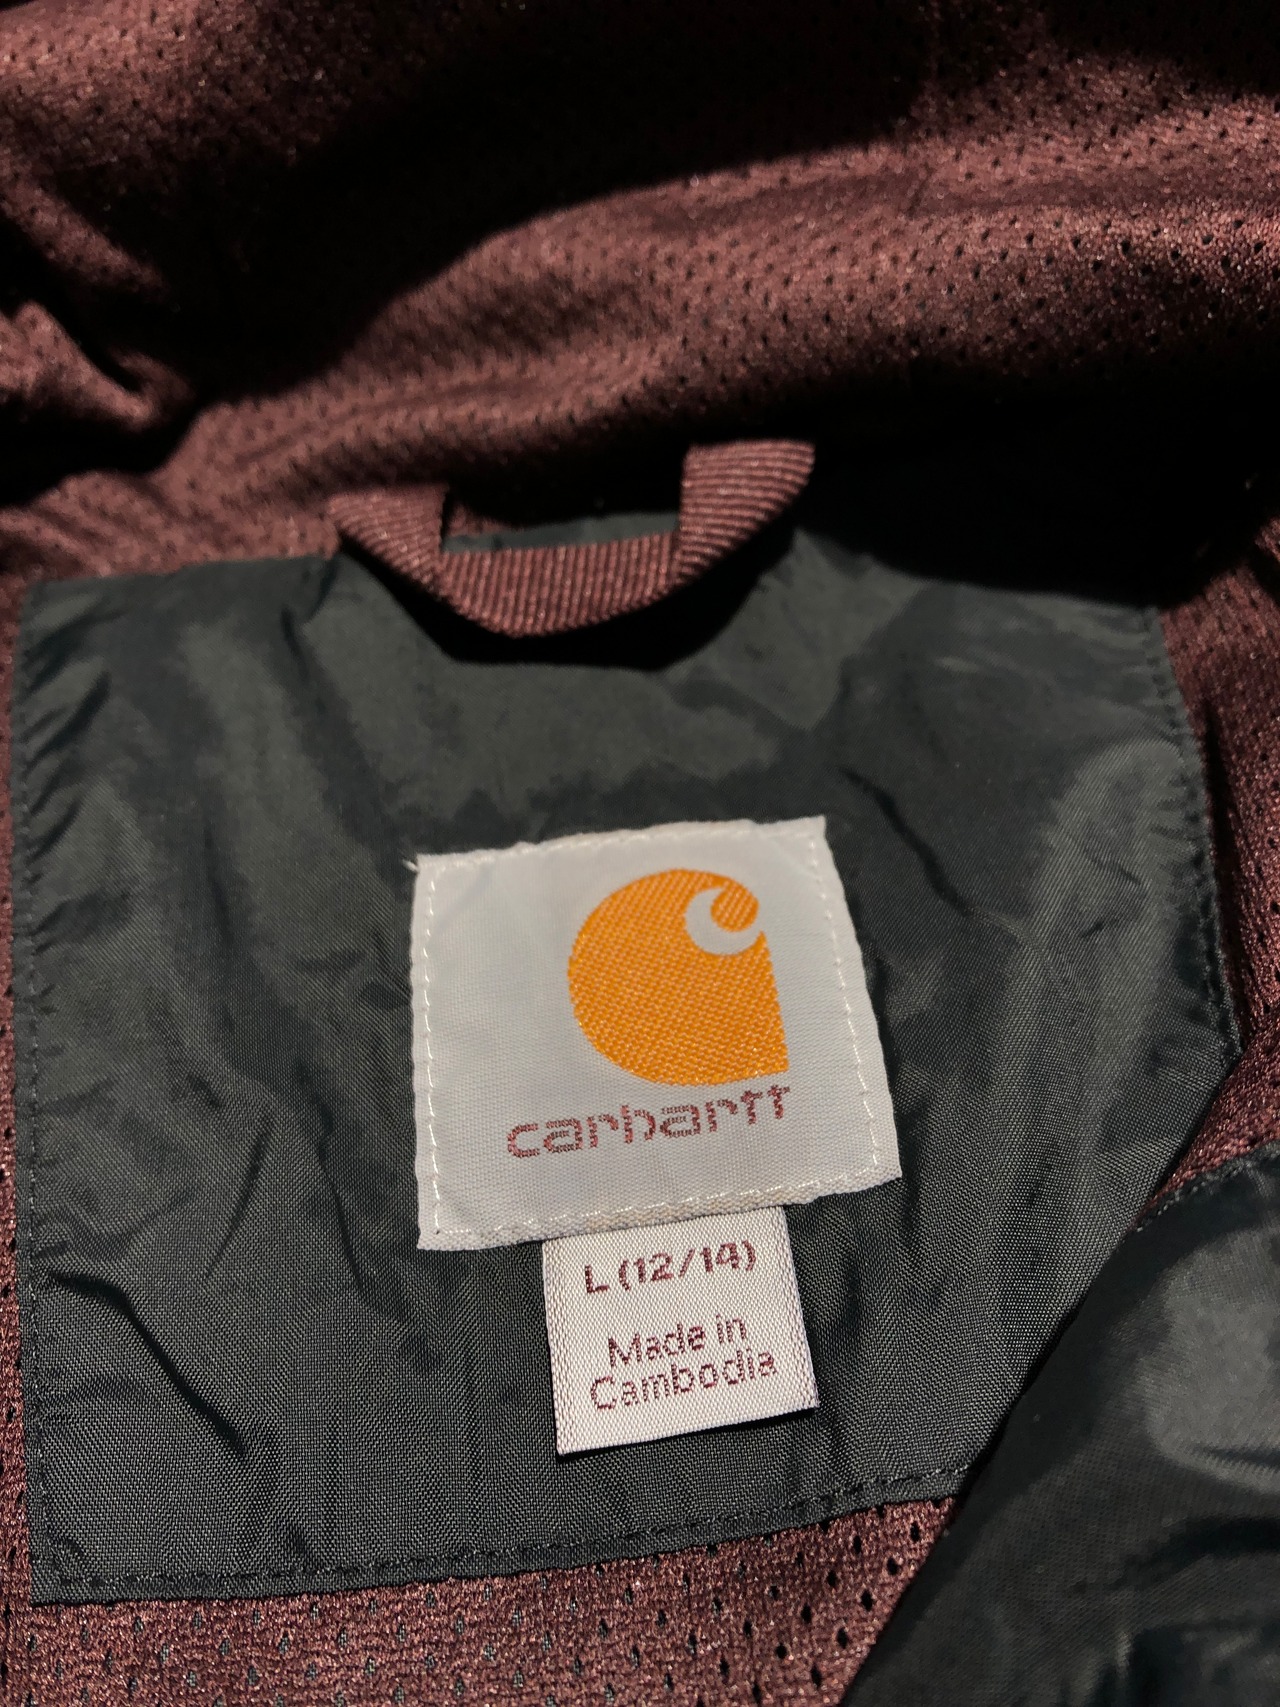 carhartt
L (12/14)
Made in
Cambodia